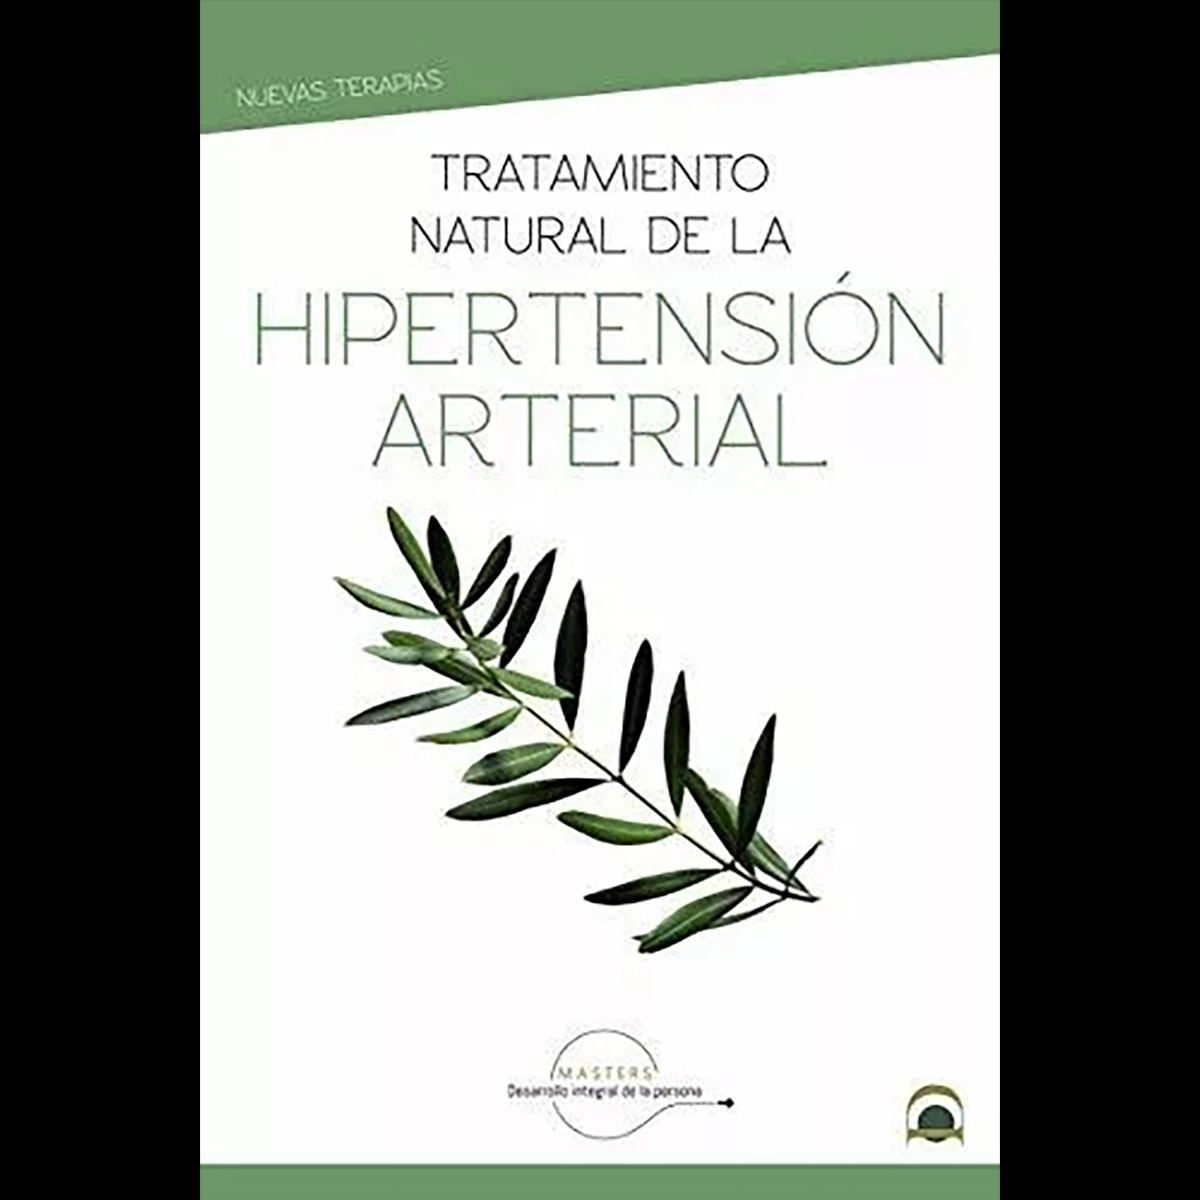 NUEVAS TERAPIAS
TRATAMIENTO
NATURAL DE LA
HIPERTENSIÓN
ARTERIAL
MASTERS
Desarrollo integral de la persona